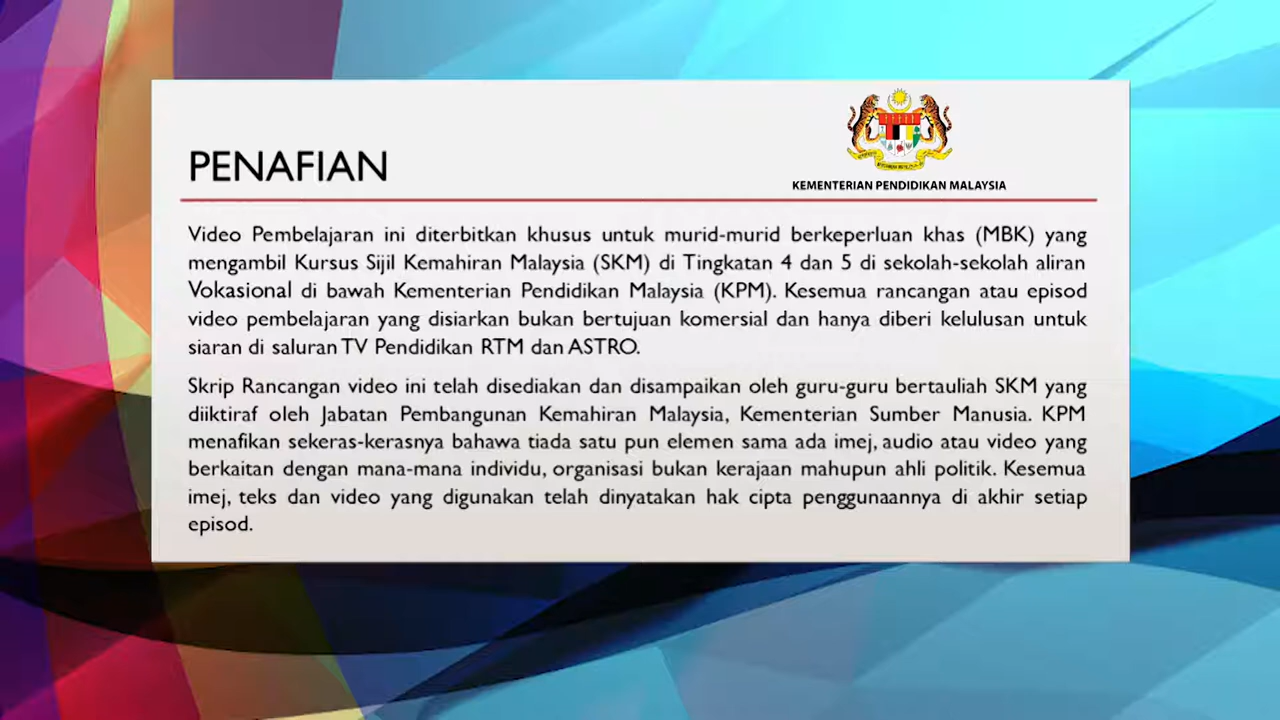 PENAFIAN
KEMENTERIAN PENDIDIKAN MALAYSIA
Video Pembelajaran ini diterbitkan khusus untuk murid-murid berkeperluan khas (MBK) yang
mengambil Kursus Sijil Kemahiran Malaysia (SKM) di Tingkatan 4 dan 5 di sekolah-sekolah aliran
Vokasional di bawah Kementerian Pendidikan Malaysia (KPM). Kesemua rancangan atau episod
video pembelajaran yang disiarkan bukan bertujuan komersial dan hanya diberi kelulusan untuk
siaran di saluran TV Pendidikan RTM dan ASTRO.
Skrip Rancangan video ini telah disediakan dan disampaikan oleh guru-guru bertauliah SKM yang
diiktiraf oleh Jabatan Pembangunan Kemahiran Malaysia, Kementerian Sumber Manusia. KPM
menafikan sekeras-kerasnya bahawa tiada satu pun elemen sama ada imej, audio atau video yang
berkaitan dengan mana-mana individu, organisasi bukan kerajaan mahupun ahli politik. Kesemua
imej, teks dan video yang digunakan telah dinyatakan hak cipta penggunaannya di akhir setiap
episod.